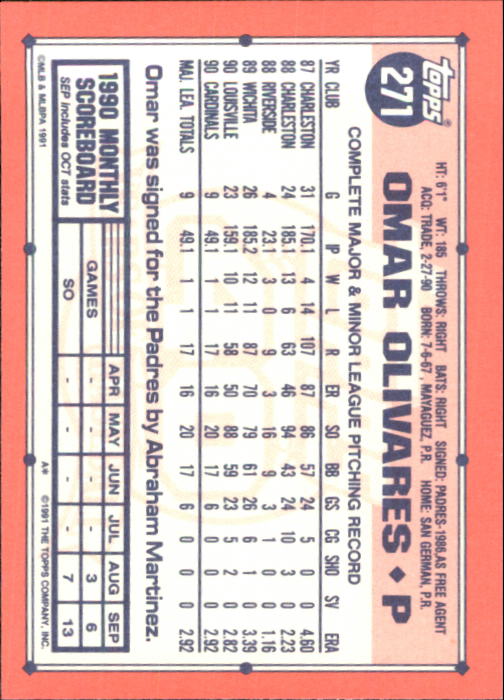 Topps®
271
OMAR OLIVARES ◆ P
HT: 6'1" WT: 185 THROWS: RIGHT BATS: RIGHT SIGNED: PADRES-1986, AS FREE AGENT
ACQ: TRADE, 2-27-90 BORN: 7-6-67, MAYAGUEZ, P.R. HOME: SAN GERMAN, P.R.
COMPLETE MAJOR & MINOR LEAGUE PITCHING RECORD
YR CLUB G IP W L R ER SO BB GS CG SHO SV ERA
87 CHARLESTON 31 170.1 4 14 107 87 86 57 24 5 0 0 4.60
88 CHARLESTON 24 185.1 13 6 63 46 94 43 24 10 3 0 2.23
88 RIVERSIDE 4 23.1 3 0 9 3 16 9 3 1 0 0 1.16
89 WICHITA 26 185.2 12 11 87 70 79 61 26 6 1 0 3.39
90 LOUISVILLE 23 159.1 10 11 58 50 88 59 23 5 2 0 2.82
90 CARDINALS 9 49.1 1 1 17 16 20 17 6 0 0 0 2.92
MAJ. LEA. TOTALS 9 49.1 1 1 17 16 20 17 6 0 0 0 2.92
Omar was signed for the Padres by Abraham Martinez.
1990 MONTHLY SCOREBOARD
SEP includes OCT stats
APR MAY JUN JUL AUG SEP
GAMES - - - - 3 6
SO - - - - 7 13
©MLB & MLBPA 1991
A* ©1991 THE TOPPS COMPANY, INC.